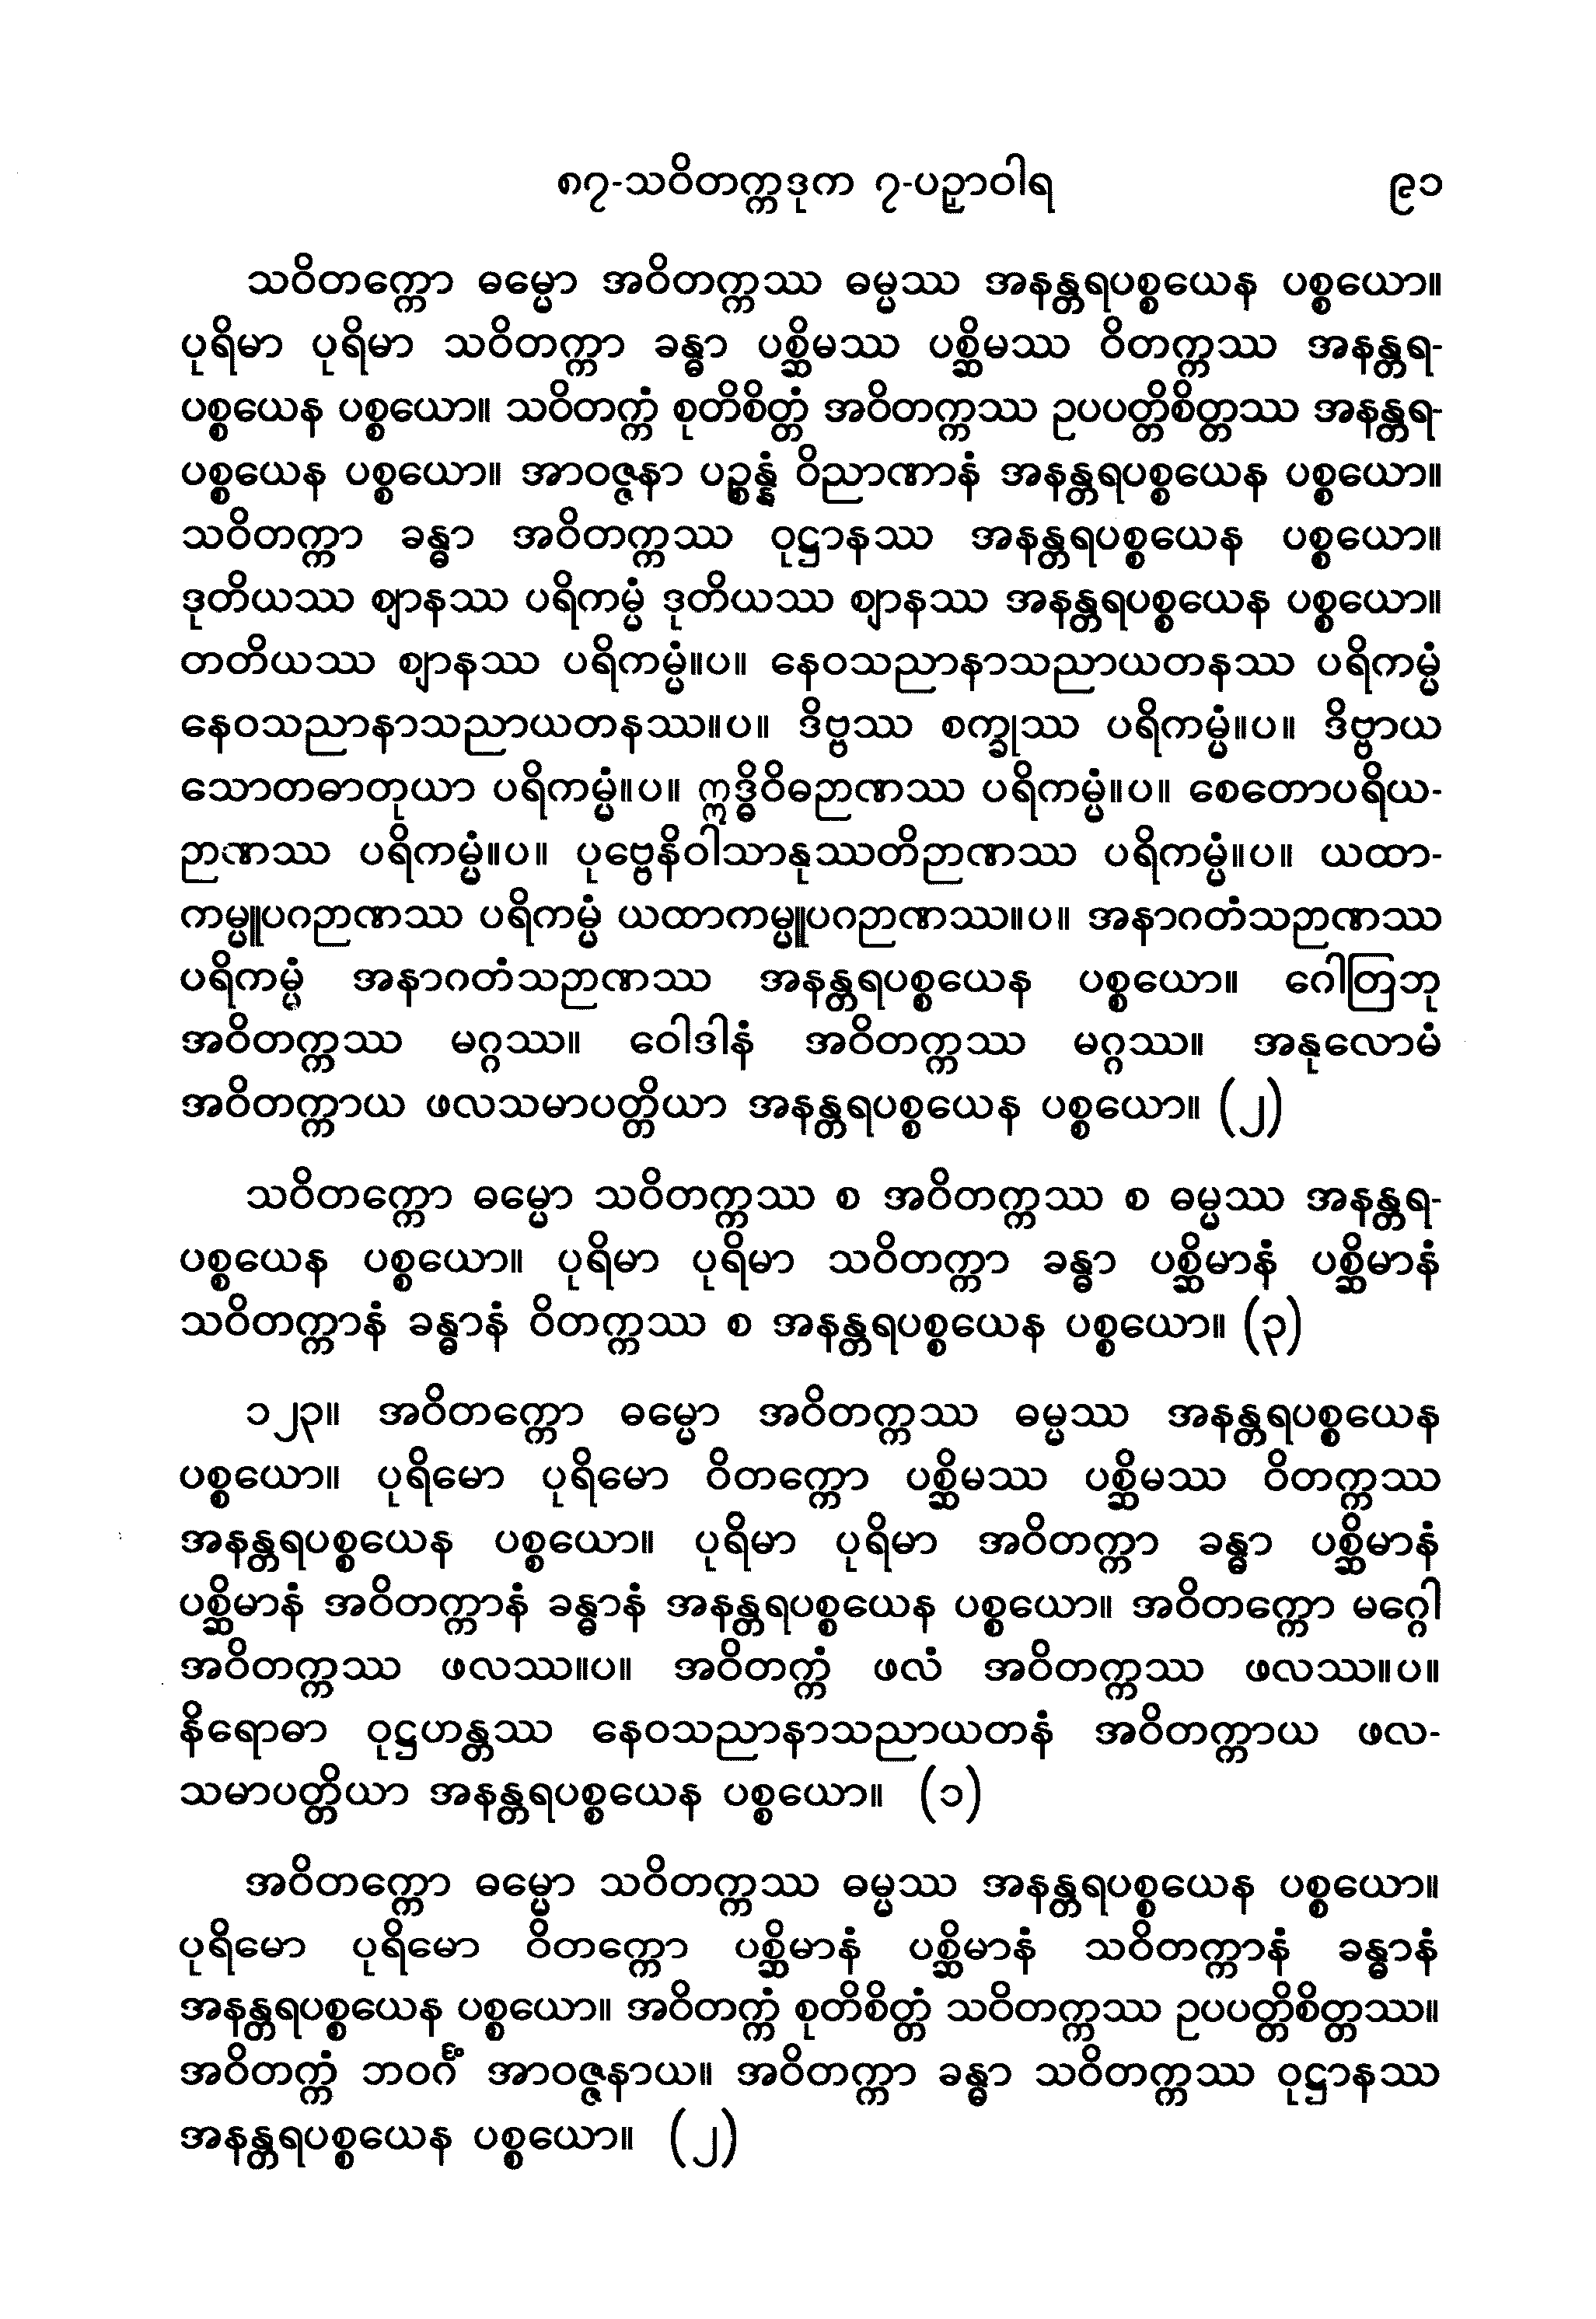 ၈၇-သဝိတက္ကဒုက ၇-ပဉှာဝါရ ၉၁
သဝိတက္ကော ဓမ္မော အဝိတက္ကဿ ဓမ္မဿ အနန္တရပစ္စယေန ပစ္စယော။
ပုရိမာ ပုရိမာ သဝိတက္ကာ ခန္ဓာ ပစ္ဆိမဿ ပစ္ဆိမဿ ဝိတက္ကဿ အနန္တရ-
ပစ္စယေန ပစ္စယော။ သဝိတက္ကံ စုတိစိတ္တံ အဝိတက္ကဿ ဥပပတ္တိစိတ္တဿ အနန္တရ-
ပစ္စယေန ပစ္စယော။ အာဝဇ္ဇနာ ပဉ္စန္နံ ဝိညာဏာနံ အနန္တရပစ္စယေန ပစ္စယော။
သဝိတက္ကာ ခန္ဓာ အဝိတက္ကဿ ဝုဋ္ဌာနဿ အနန္တရပစ္စယေန ပစ္စယော။
ဒုတိယဿ ဈာနဿ ပရိကမ္မံ ဒုတိယဿ ဈာနဿ အနန္တရပစ္စယေန ပစ္စယော။
တတိယဿ ဈာနဿ ပရိကမ္မံ။ပ။ နေဝသညာနာသညာယတနဿ ပရိကမ္မံ
နေဝသညာနာသညာယတနဿ။ပ။ ဒိဗ္ဗဿ စက္ခုဿ ပရိကမ္မံ။ပ။ ဒိဗ္ဗာယ
သောတဓာတုယာ ပရိကမ္မံ။ပ။ ဣဒ္ဓိဝိဓဉာဏဿ ပရိကမ္မံ။ပ။ စေတောပရိယ-
ဉာဏဿ ပရိကမ္မံ။ပ။ ပုဗ္ဗေနိဝါသာနုဿတိဉာဏဿ ပရိကမ္မံ။ပ။ ယထာ-
ကမ္မူပဂဉာဏဿ ပရိကမ္မံ ယထာကမ္မူပဂဉာဏဿ။ပ။ အနာဂတံသဉာဏဿ
ပရိကမ္မံ အနာဂတံသဉာဏဿ အနန္တရပစ္စယေန ပစ္စယော။ ဂေါတြဘု
အဝိတက္ကဿ မဂ္ဂဿ။ ဝေါဒါနံ အဝိတက္ကဿ မဂ္ဂဿ။ အနုလောမံ
အဝိတက္ကာယ ဖလသမာပတ္တိယာ အနန္တရပစ္စယေန ပစ္စယော။ (၂)
သဝိတက္ကော ဓမ္မော သဝိတက္ကဿ စ အဝိတက္ကဿ စ ဓမ္မဿ အနန္တရ-
ပစ္စယေန ပစ္စယော။ ပုရိမာ ပုရိမာ သဝိတက္ကာ ခန္ဓာ ပစ္ဆိမာနံ ပစ္ဆိမာနံ
သဝိတက္ကာနံ ခန္ဓာနံ ဝိတက္ကဿ စ အနန္တရပစ္စယေန ပစ္စယော။ (၃)
၁၂၃။ အဝိတက္ကော ဓမ္မော အဝိတက္ကဿ ဓမ္မဿ အနန္တရပစ္စယေန
ပစ္စယော။ ပုရိမော ပုရိမော ဝိတက္ကော ပစ္ဆိမဿ ပစ္ဆိမဿ ဝိတက္ကဿ
အနန္တရပစ္စယေန ပစ္စယော။ ပုရိမာ ပုရိမာ အဝိတက္ကာ ခန္ဓာ ပစ္ဆိမာနံ
ပစ္ဆိမာနံ အဝိတက္ကာနံ ခန္ဓာနံ အနန္တရပစ္စယေန ပစ္စယော။ အဝိတက္ကော မဂ္ဂေါ
အဝိတက္ကဿ ဖလဿ။ပ။ အဝိတက္ကံ ဖလံ အဝိတက္ကဿ ဖလဿ။ပ။
နိရောဓာ ဝုဋ္ဌဟန္တဿ နေဝသညာနာသညာယတနံ အဝိတက္ကာယ ဖလ-
သမာပတ္တိယာ အနန္တရပစ္စယေန ပစ္စယော။ (၁)
အဝိတက္ကော ဓမ္မော သဝိတက္ကဿ ဓမ္မဿ အနန္တရပစ္စယေန ပစ္စယော။
ပုရိမော ပုရိမော ဝိတက္ကော ပစ္ဆိမာနံ ပစ္ဆိမာနံ သဝိတက္ကာနံ ခန္ဓာနံ
အနန္တရပစ္စယေန ပစ္စယော။ အဝိတက္ကံ စုတိစိတ္တံ သဝိတက္ကဿ ဥပပတ္တိစိတ္တဿ။
အဝိတက္ကံ ဘဝင်္ဂံ အာဝဇ္ဇနာယ။ အဝိတက္ကာ ခန္ဓာ သဝိတက္ကဿ ဝုဋ္ဌာနဿ
အနန္တရပစ္စယေန ပစ္စယော။ (၂)